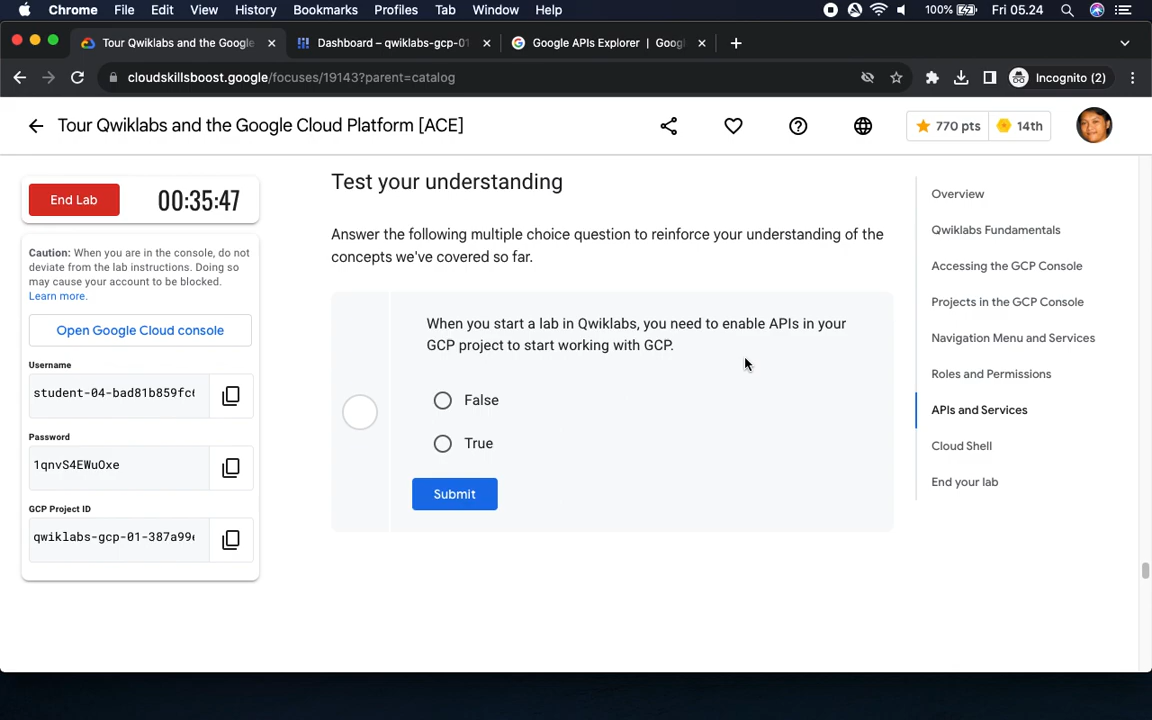 Chrome File Edit View History Bookmarks Profiles Tab Window Help 100% Fri 05.24
Tour Qwiklabs and the Google
Dashboard – qwiklabs-gcp-01
Google APIs Explorer | Goog
cloudskillsboost.google/focuses/19143?parent=catalog
Incognito (2)
Tour Qwiklabs and the Google Cloud Platform [ACE]
770 pts
14th
End Lab
00:35:47
Caution: When you are in the console, do not
deviate from the lab instructions. Doing so
may cause your account to be blocked.
Learn more.
Open Google Cloud console
Username
student-04-bad81b859fc
Password
1qnvS4EWuOxe
GCP Project ID
qwiklabs-gcp-01-387a99
Test your understanding
Answer the following multiple choice question to reinforce your understanding of the
concepts we've covered so far.
When you start a lab in Qwiklabs, you need to enable APIs in your
GCP project to start working with GCP.
False
True
Submit
Overview
Qwiklabs Fundamentals
Accessing the GCP Console
Projects in the GCP Console
Navigation Menu and Services
Roles and Permissions
APIs and Services
Cloud Shell
End your lab